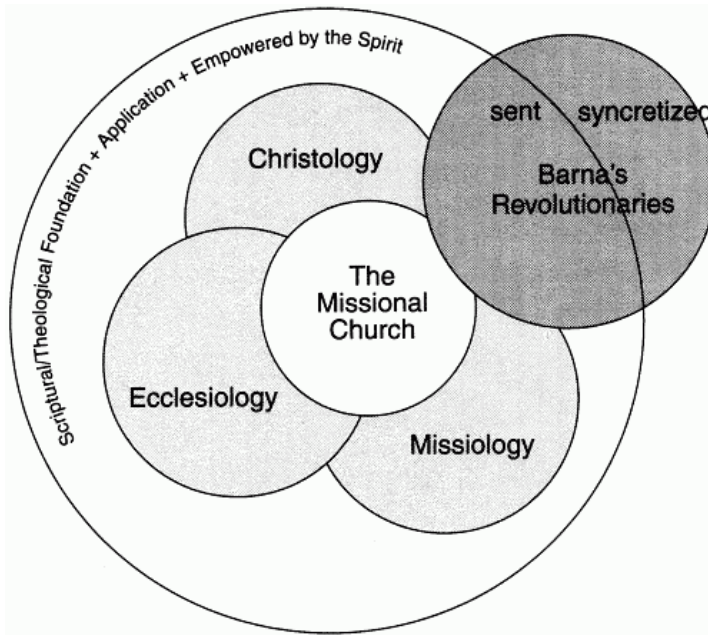 Scriptural/Theological Foundation + Application + Empowered by the Spirit
sent syncretized
Christology
Barna's
Revolutionaries
The
Missional
Church
Ecclesiology
Missiology